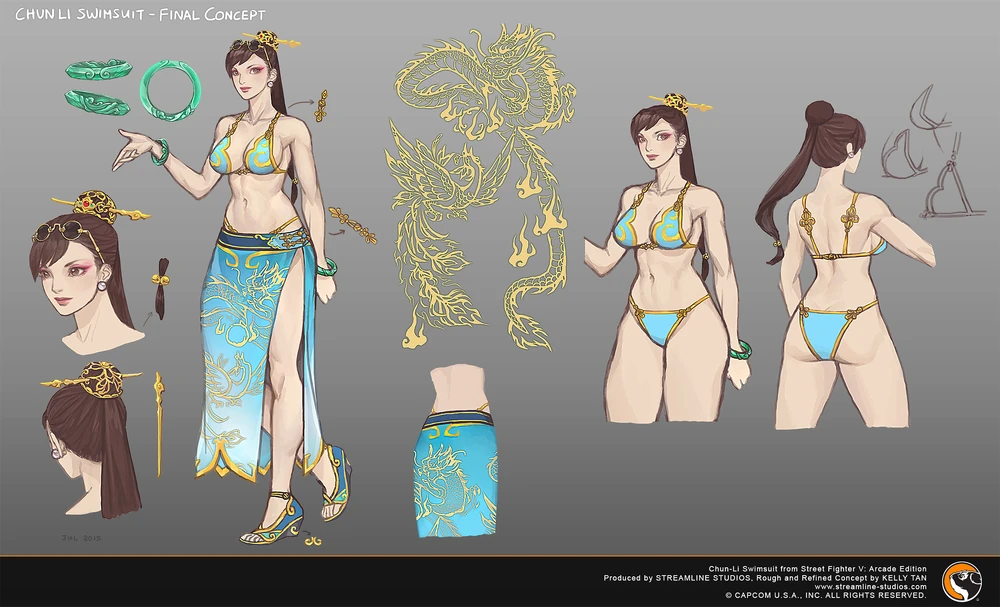 CHUN LI SWIMSUIT - FINAL CONCEPT
Chun-Li Swimsuit from Street Fighter V: Arcade Edition
Produced by STREAMLINE STUDIOS, Rough and Refined Concept by KELLY TAN
www.streamline-studios.com
© CAPCOM U.S.A., INC. ALL RIGHTS RESERVED.